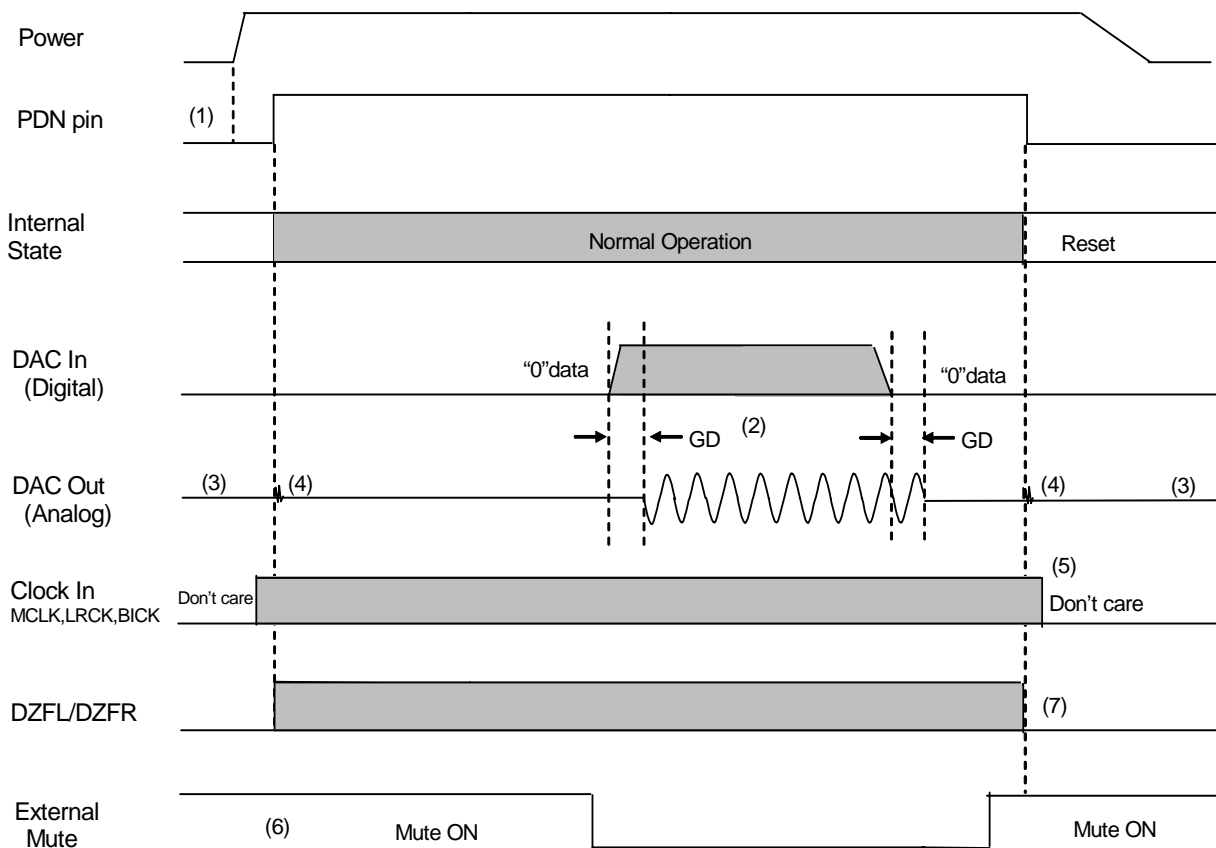 Power
PDN pin
(1)
Internal
State
Normal Operation
Reset
DAC In
(Digital)
“0”data
“0”data
(2)
GD
GD
DAC Out
(Analog)
(3)
(4)
(4)
(3)
Clock In
MCLK,LRCK,BICK
Don’t care
(5)
Don’t care
DZFL/DZFR
(7)
External
Mute
(6)
Mute ON
Mute ON